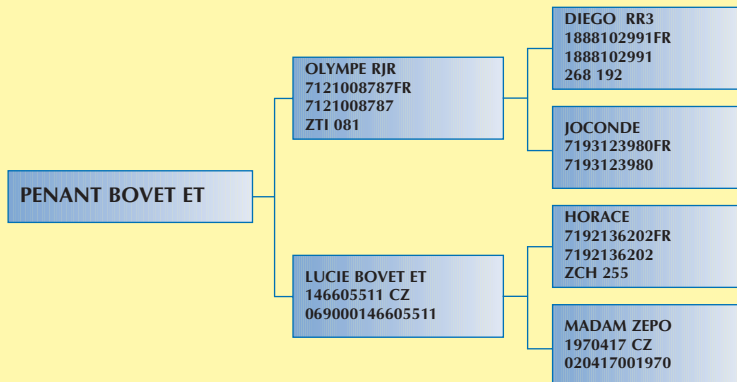 PENANT BOVET ET
OLYMPE RJR
7121008787FR
7121008787
ZTI 081
LUCIE BOVET ET
146605511 CZ
069000146605511
DIEGO RR3
1888102991FR
1888102991
268 192
JOCONDE
7193123980FR
7193123980
HORACE
7192136202FR
7192136202
ZCH 255
MADAM ZEPO
1970417 CZ
020417001970